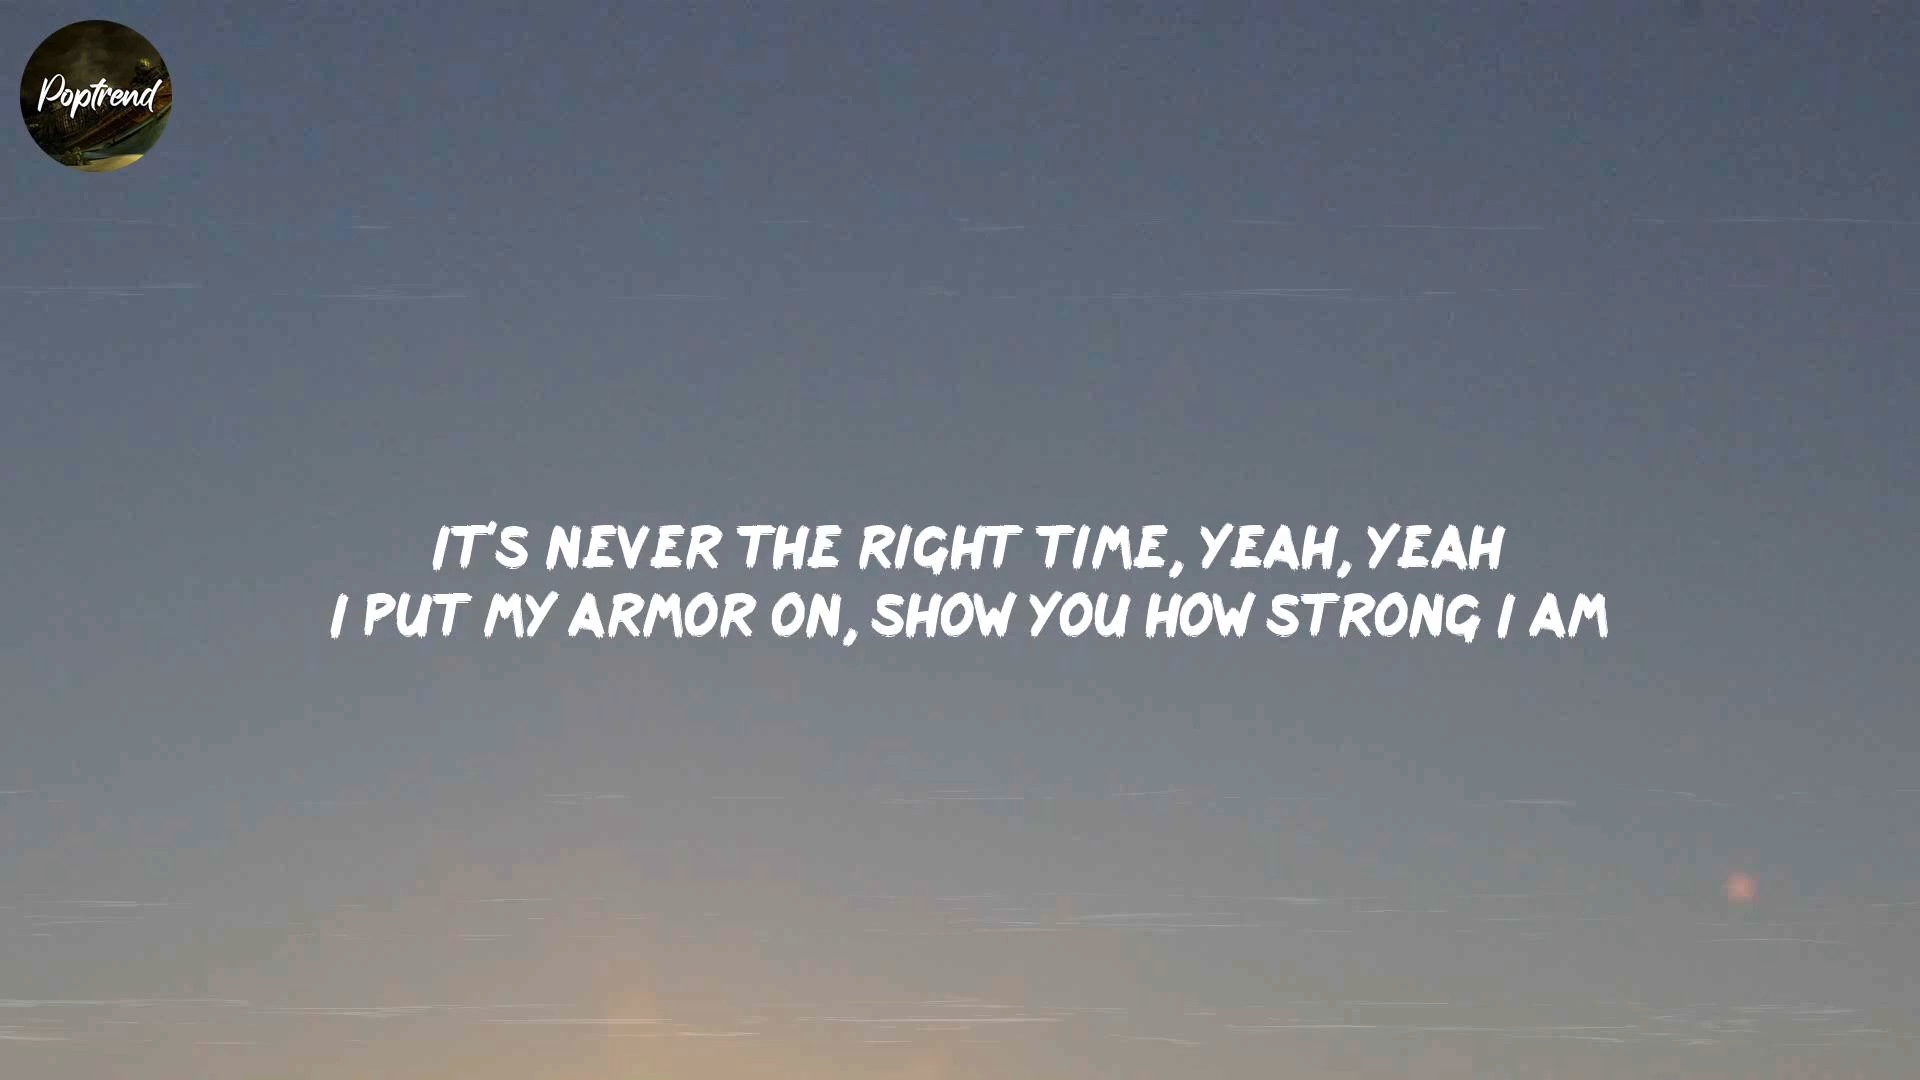 Poptrend
IT'S NEVER THE RIGHT TIME, YEAH, YEAH
I PUT MY ARMOR ON, SHOW YOU HOW STRONG I AM